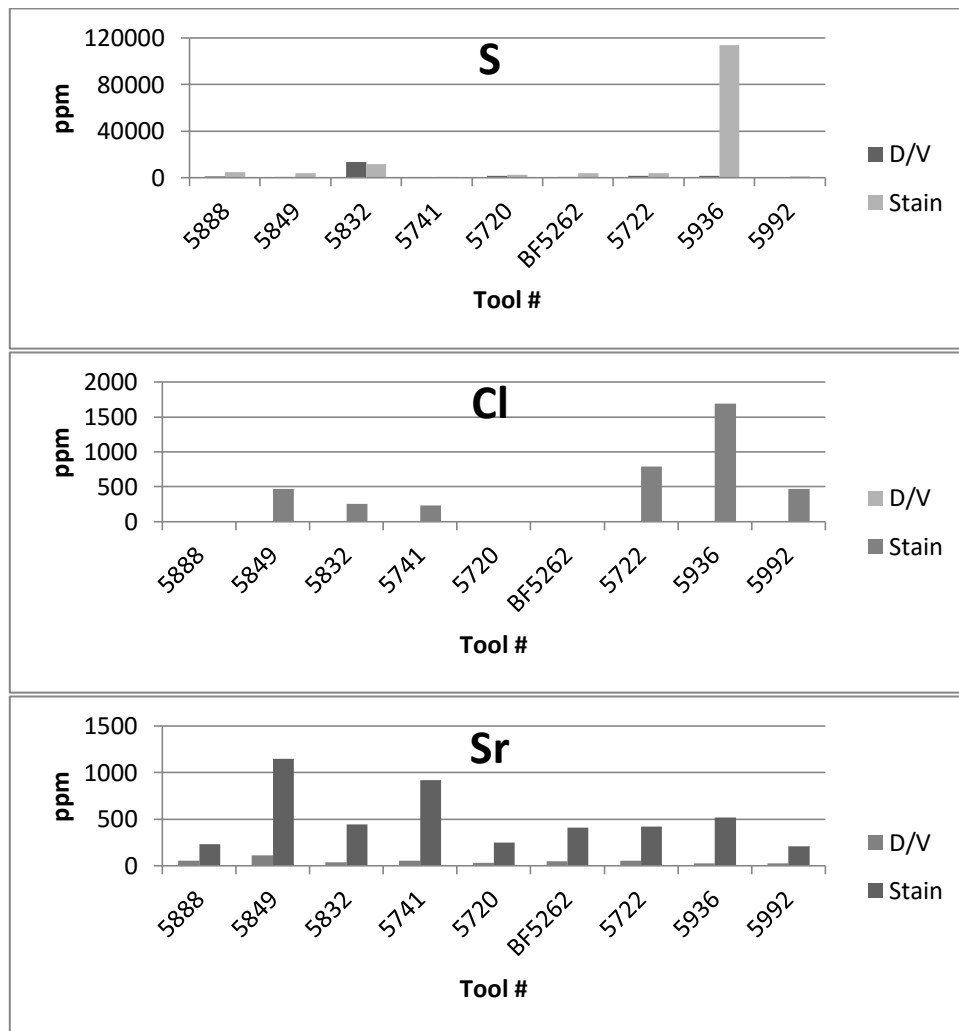 S
120000
80000
40000
0
ppm
D/V
Stain
5888 5849 5832 5741 5720 BF5262 5722 5936 5992
Tool #
Cl
2000
1500
1000
500
0
ppm
D/V
Stain
5888 5849 5832 5741 5720 BF5262 5722 5936 5992
Tool #
Sr
1500
1000
500
0
ppm
D/V
Stain
5888 5849 5832 5741 5720 BF5262 5722 5936 5992
Tool #